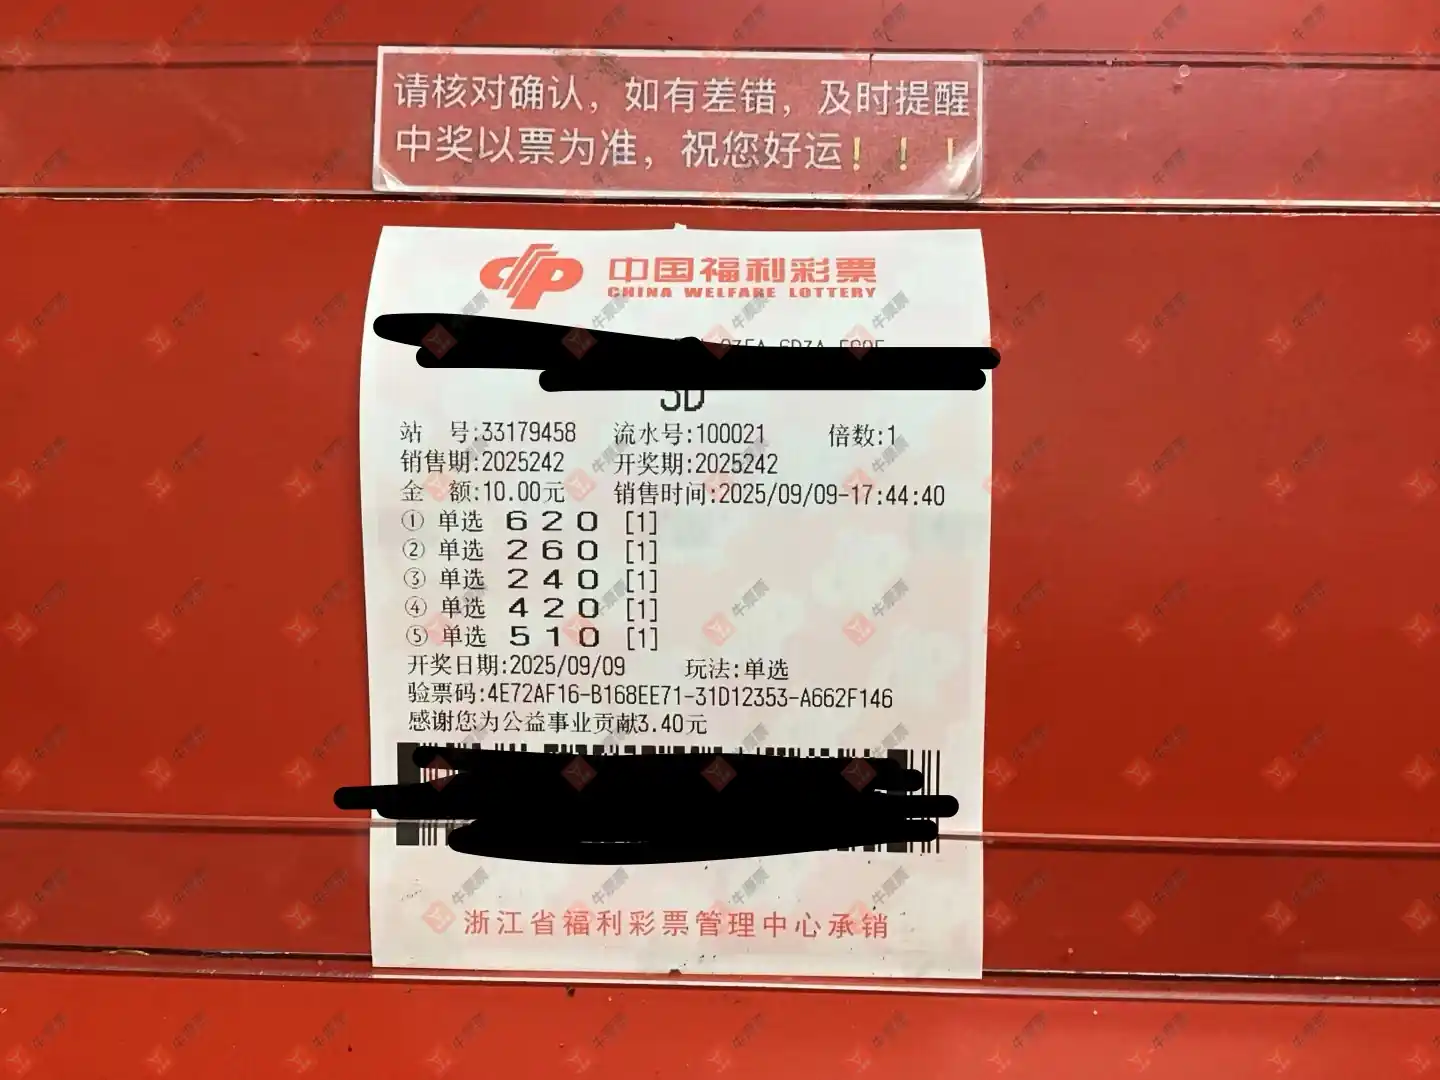 请核对确认，如有差错，及时提醒
中奖以票为准，祝您好运！！！
中国福利彩票
CHINA WELFARE LOTTERY
3D
站 号:33179458 流水号:100021 倍数:1
销售期:2025242 开奖期:2025242
金 额:10.00元 销售时间:2025/09/09-17:44:40
① 单选 6 2 0 [1]
② 单选 2 6 0 [1]
③ 单选 2 4 0 [1]
④ 单选 4 2 0 [1]
⑤ 单选 5 1 0 [1]
开奖日期:2025/09/09 玩法:单选
验票码:4E72AF16-B168EE71-31D12353-A662F146
感谢您为公益事业贡献3.40元
浙江省福利彩票管理中心承销